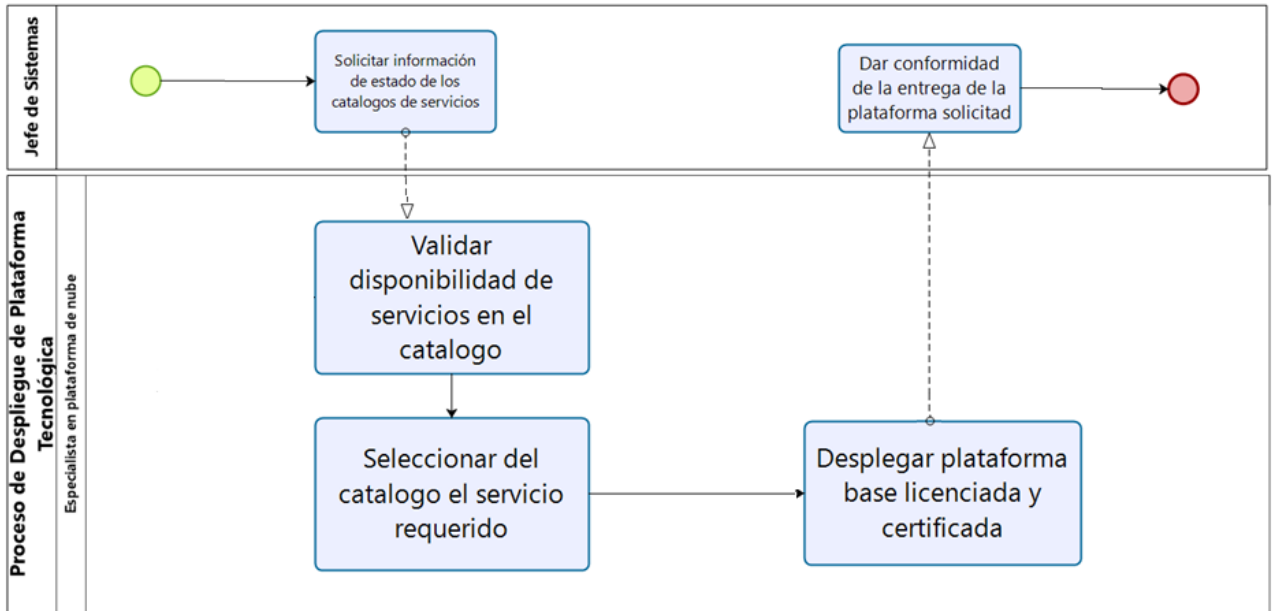 Jefe de Sistemas
Solicitar información
de estado de los
catalogos de servicios
Dar conformidad
de la entrega de la
plataforma solicitad
Proceso de Despliegue de Plataforma
Tecnológica
Especialista en plataforma de nube
Validar
disponibilidad de
servicios en el
catalogo
Seleccionar del
catalogo el servicio
requerido
Desplegar plataforma
base licenciada y
certificada